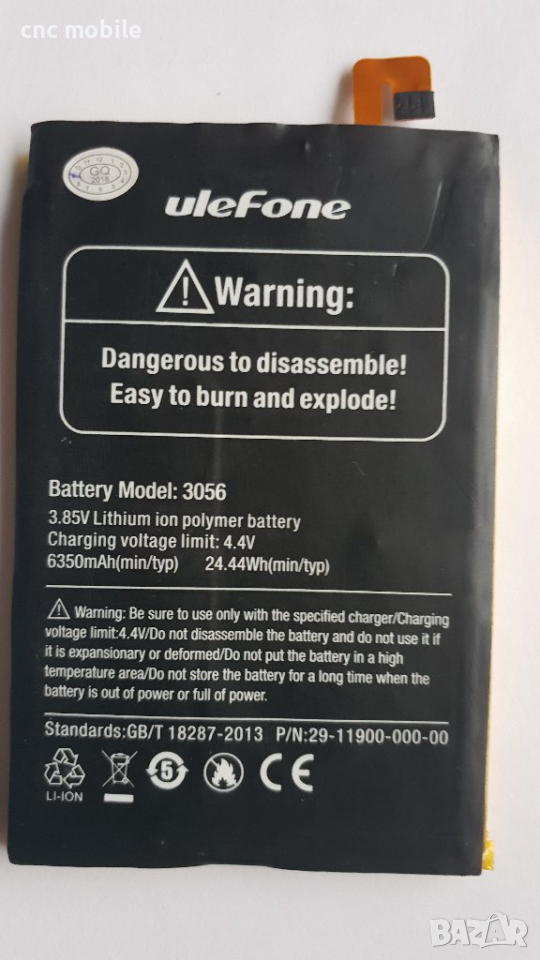 cnc mobile
GQ
2018
ulefone
Warning:
Dangerous to disassemble!
Easy to burn and explode!
Battery Model: 3056
3.85V Lithium ion polymer battery
Charging voltage limit: 4.4V
6350mAh(min/typ) 24.44Wh(min/typ)
Warning: Be sure to use only with the specified charger/Charging
voltage limit:4.4V/Do not disassemble the battery and do not use it if
it is expansionary or deformed/Do not put the battery in a high
temperature area/Do not store the battery for a long time when the
battery is out of power or full of power.
Standards:GB/T 18287-2013 P/N:29-11900-000-00
5
CE
LI-ION
BAZAR